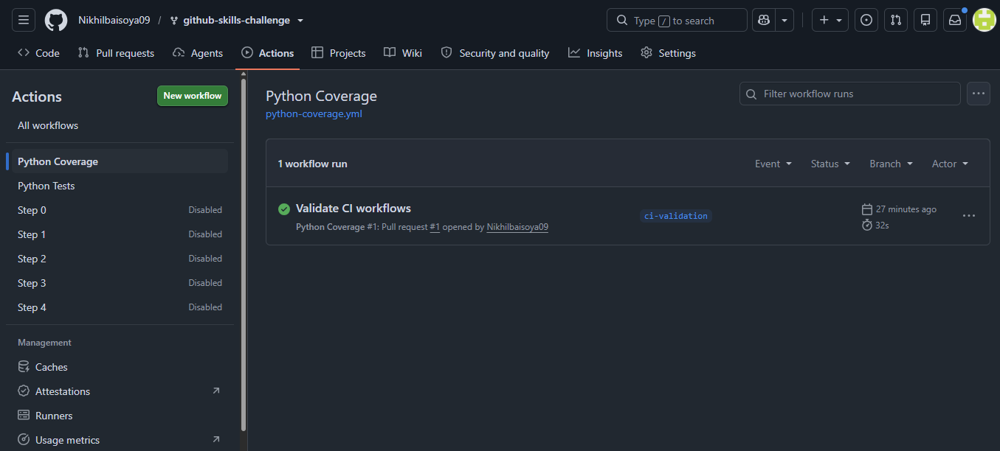 Nikhilbaisoya09 / github-skills-challenge
Type / to search
Code Pull requests Agents Actions Projects Wiki Security and quality Insights Settings
Actions
New workflow
All workflows
Python Coverage
Python Tests
Step 0 Disabled
Step 1 Disabled
Step 2 Disabled
Step 3 Disabled
Step 4 Disabled
Management
Caches
Attestations
Runners
Usage metrics
Python Coverage
python-coverage.yml
Filter workflow runs
1 workflow run
Event Status Branch Actor
Validate CI workflows
Python Coverage #1: Pull request #1 opened by Nikhilbaisoya09
ci-validation
27 minutes ago
32s